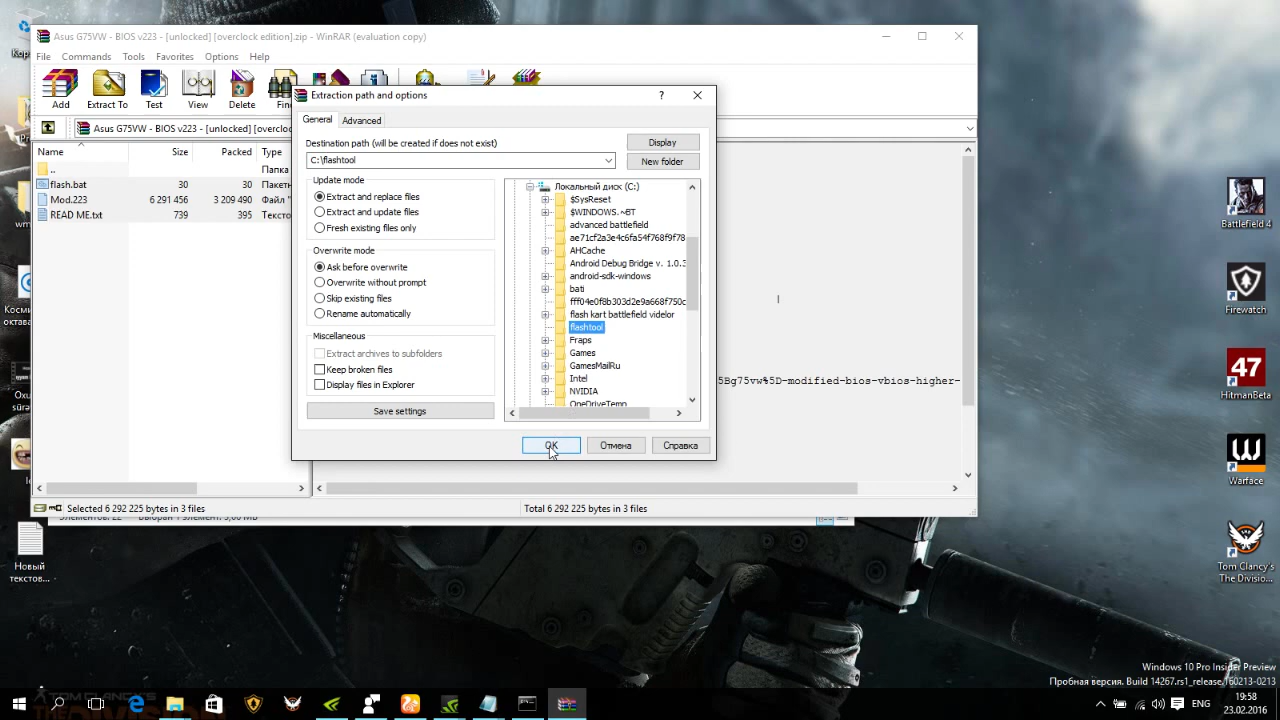 Asus G75VW - BIOS v223 - [unlocked] [overclock edition].zip - WinRAR (evaluation copy)
File Commands Tools Favorites Options Help
Add Extract To Test View Delete
Asus G75VW - BIOS v223 - [unlocked] [overcloc
Name Size Packed Type
.. Папка
flash.bat 30 30 Пакетн
Mod.223 6 291 456 3 209 490 Файл "
READ ME.txt 739 395 Тексто
Selected 6 292 225 bytes in 3 files
Total 6 292 225 bytes in 3 files
5Bg75vw%5D-modified-bios-vbios-higher-
Extraction path and options
General Advanced
Destination path (will be created if does not exist)
C:\flashtool
Display
New folder
Update mode
Extract and replace files
Extract and update files
Fresh existing files only
Overwrite mode
Ask before overwrite
Overwrite without prompt
Skip existing files
Rename automatically
Miscellaneous
Extract archives to subfolders
Keep broken files
Display files in Explorer
Save settings
Локальный диск (C:)
$SysReset
$WINDOWS.~BT
advanced battlefield
ae71cf2a3e4c6fa54f768f9f78
AHCache
Android Debug Bridge v. 1.0.3
android-sdk-windows
bati
fff04e0f8b303d2e9a668f750c
flash kart battlefield videlor
flashtool
Fraps
Games
GamesMailRu
Intel
NVIDIA
OneDriveTemp
OK Отмена Справка
Battlefield 4
Firewatch
47
HitmanBeta
Warface
Tom Clancy's
The Divisio...
Новый
текстов...
Windows 10 Pro Insider Preview
Пробная версия. Build 14267.rs1_release.160213-0213
ENG
19:58
23.02.2016